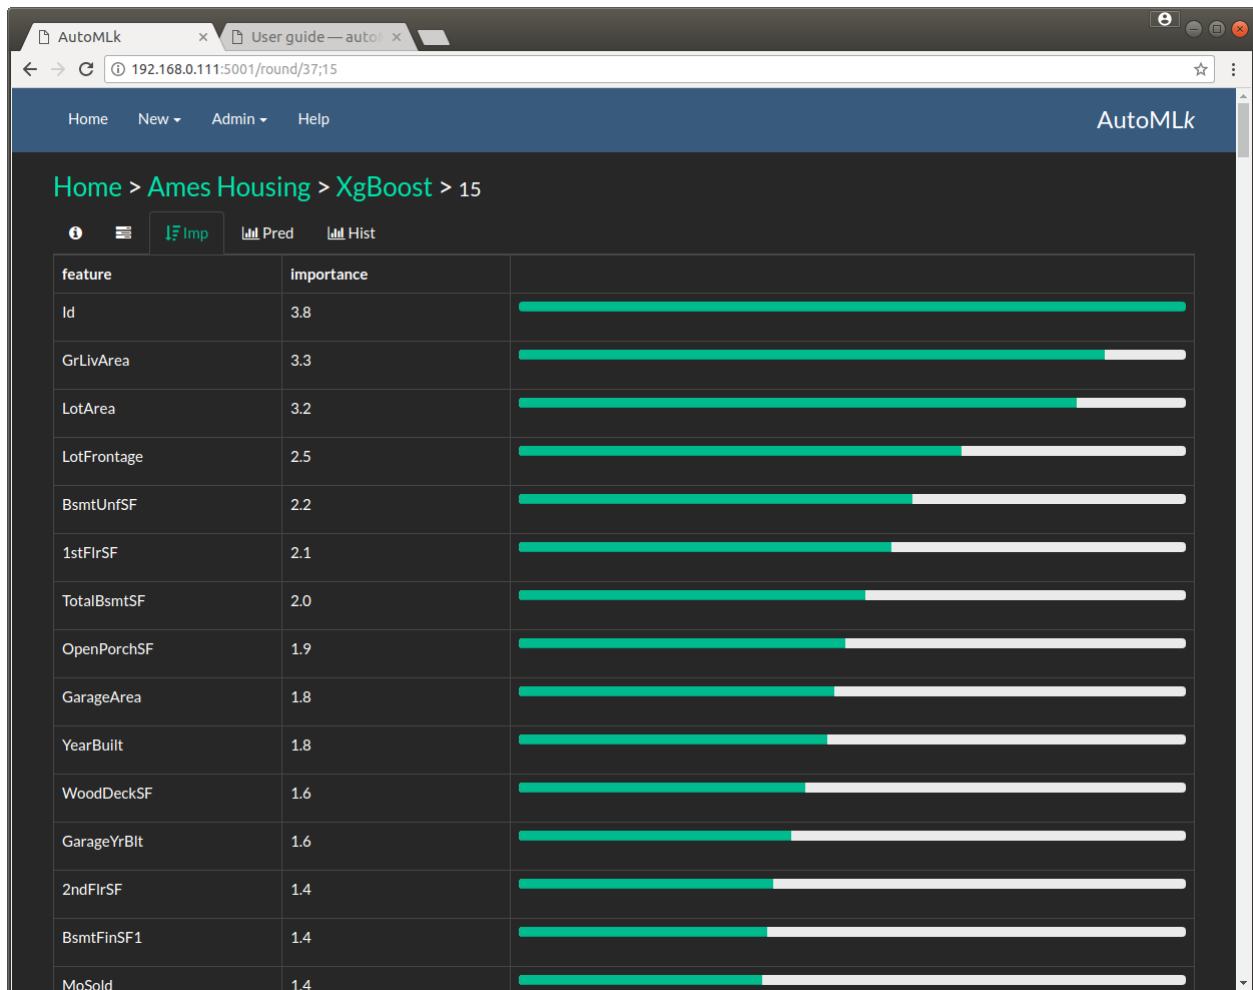 AutoMLk
User guide — auto
192.168.0.111:5001/round/37;15
Home New Admin Help AutoMLk
Home > Ames Housing > XgBoost > 15
Imp Pred Hist
feature importance
Id 3.8
GrLivArea 3.3
LotArea 3.2
LotFrontage 2.5
BsmtUnfSF 2.2
1stFlrSF 2.1
TotalBsmtSF 2.0
OpenPorchSF 1.9
GarageArea 1.8
YearBuilt 1.8
WoodDeckSF 1.6
GarageYrBlt 1.6
2ndFlrSF 1.4
BsmtFinSF1 1.4
MoSold 1.4